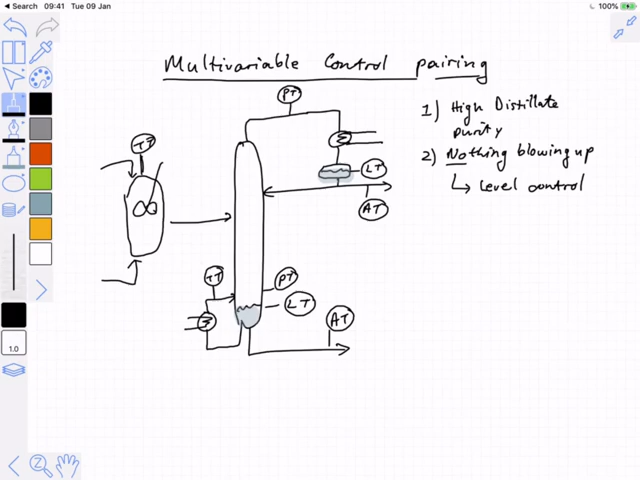 Search 09:41 Tue 09 Jan 100%
Multivariable Control pairing
PT
1) High Distillate
purity
TT
2) Nothing blowing up
LT
↳ Level control
AT
TT
PT
LT
AT
1.0